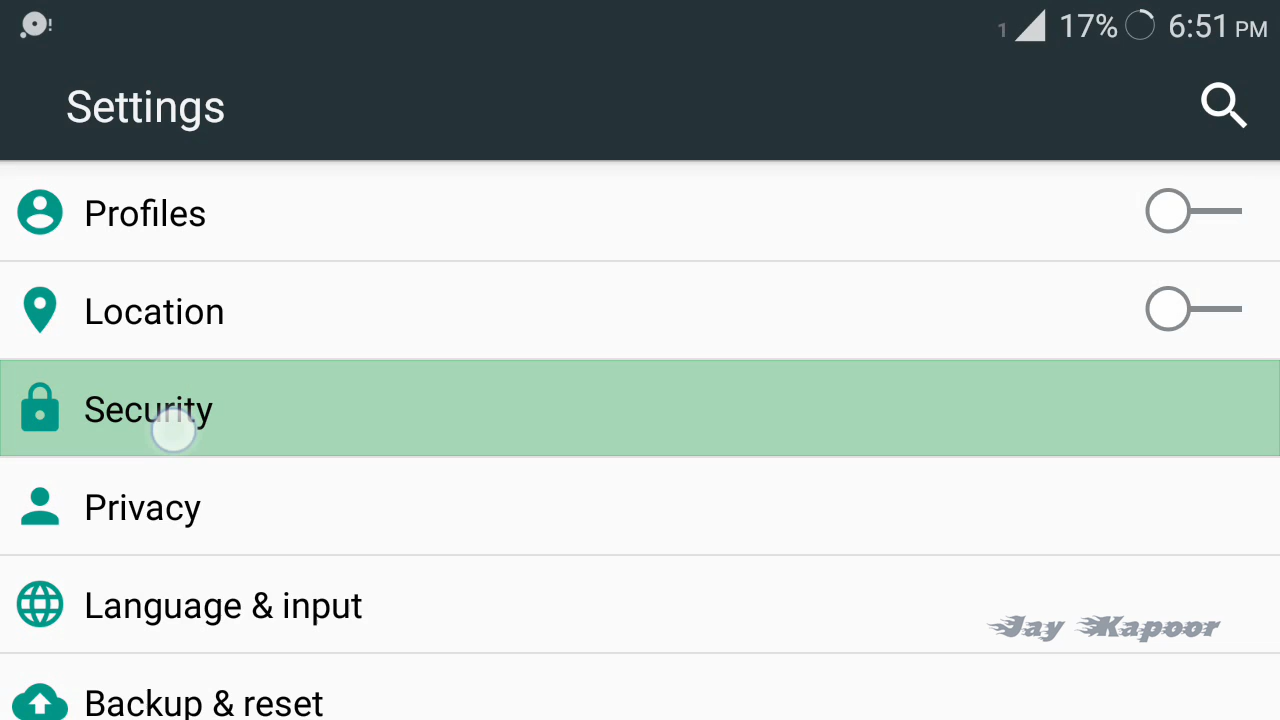 ! 1 17% 6:51 PM
Settings
Profiles
Location
Security
Privacy
Language & input
Jay Kapoor
Backup & reset